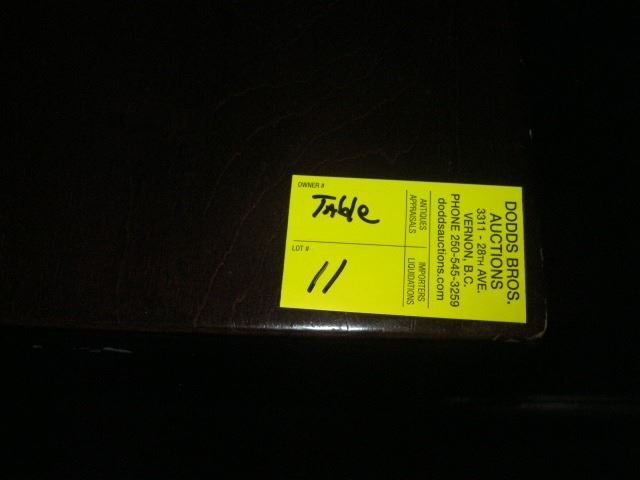 OWNER #
Table
LOT #
11
ANTIQUES
APPRAISALS
IMPORTERS
LIQUIDATIONS
DODDS BROS.
AUCTIONS
3311 - 28TH AVE.
VERNON, B.C.
PHONE 250-545-3259
doddsauctions.com